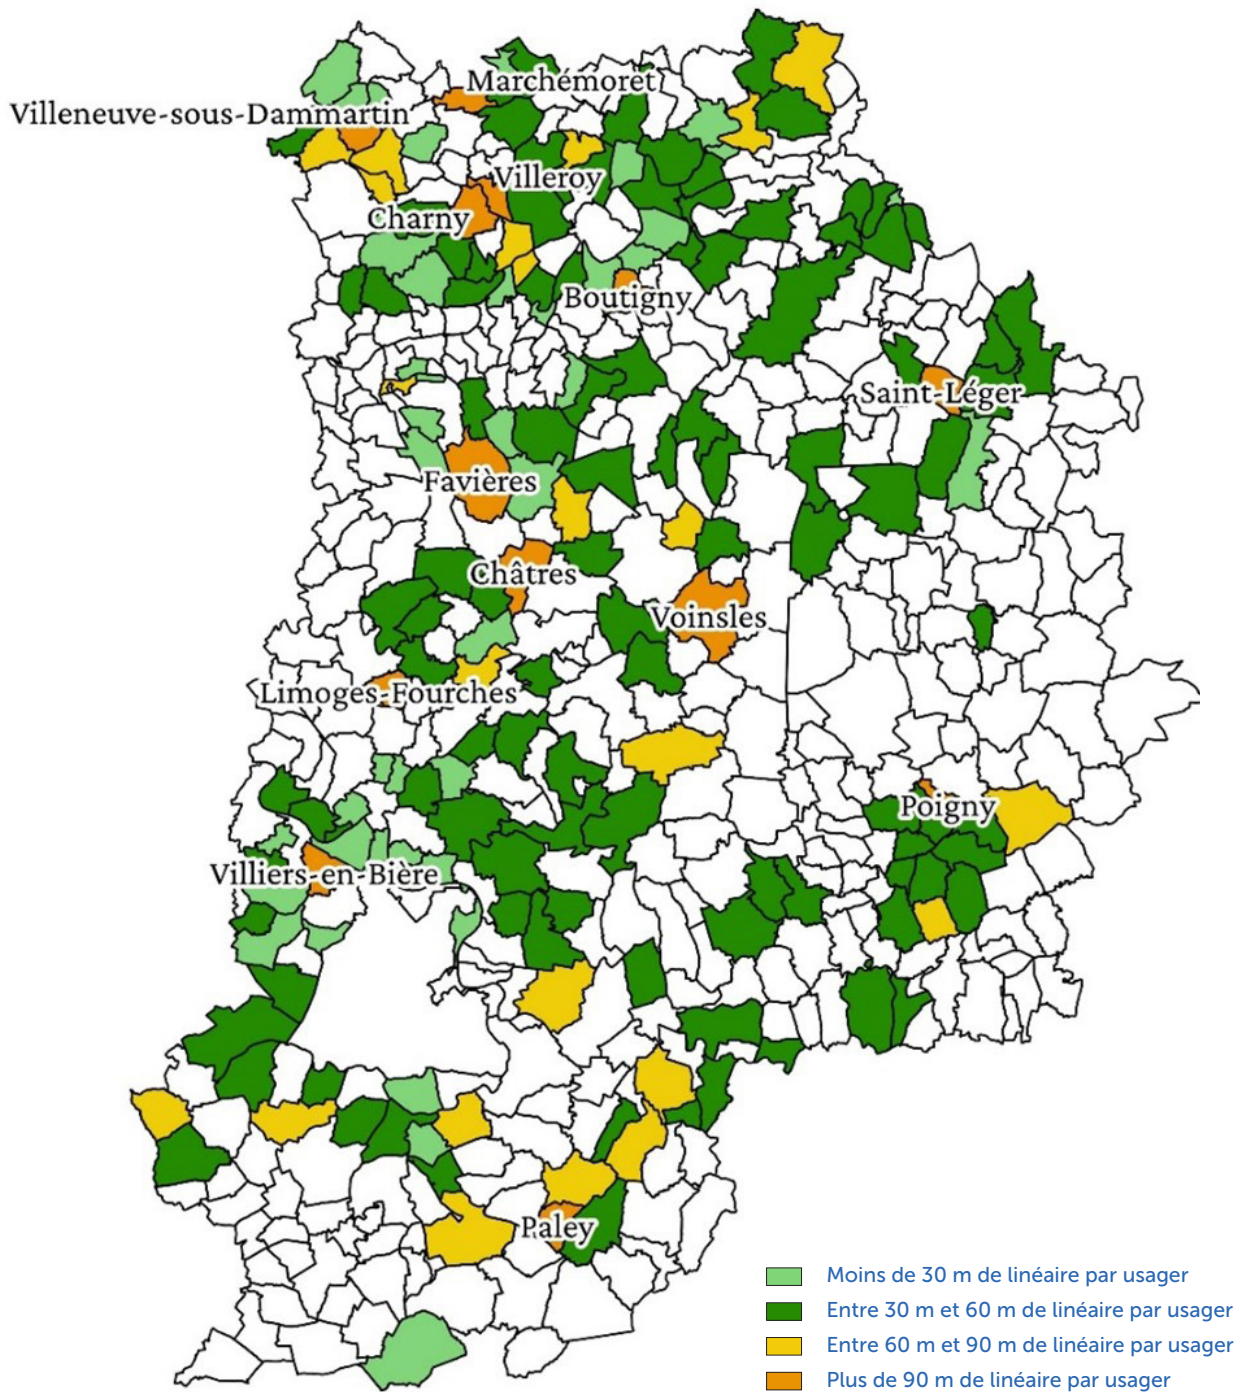 Marchémoret
Villeneuve-sous-Dammartin
Villeroy
Charny
Boutigny
Saint-Léger
Favières
Châtres
Voinsles
Limoges-Fourches
Poigny
Villiers-en-Bière
Paley
Moins de 30 m de linéaire par usager
Entre 30 m et 60 m de linéaire par usager
Entre 60 m et 90 m de linéaire par usager
Plus de 90 m de linéaire par usager